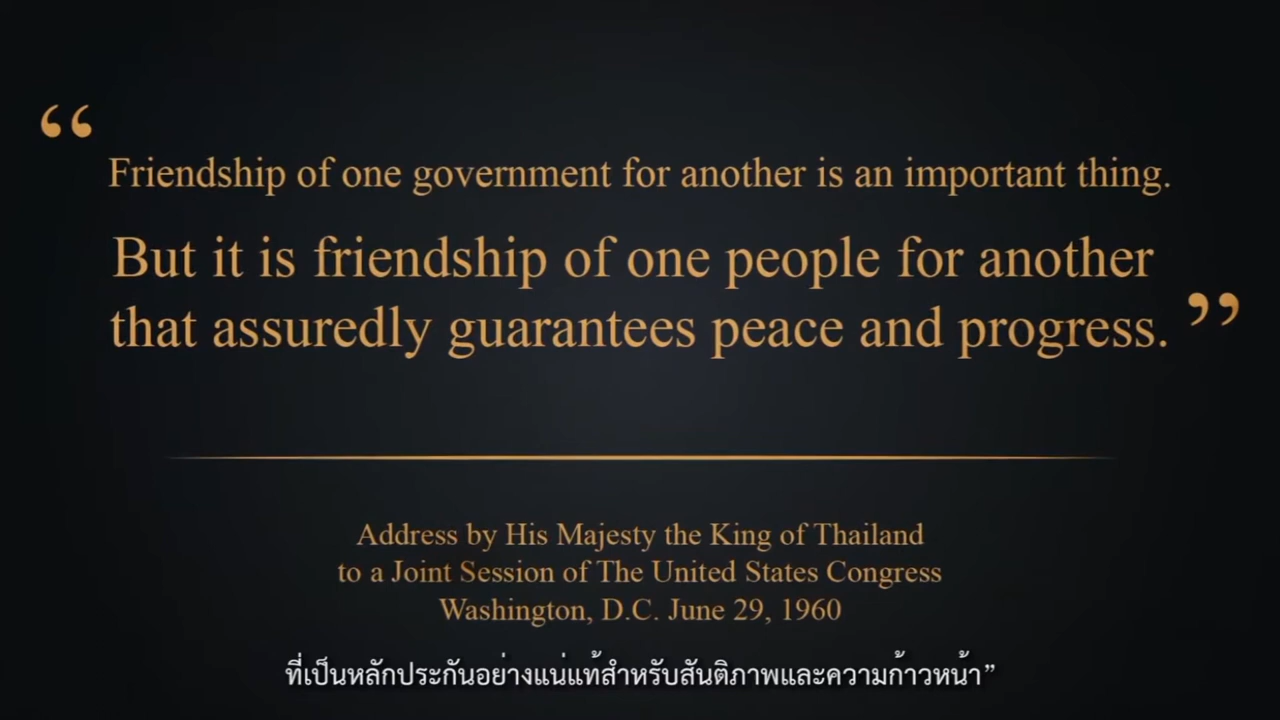 “ Friendship of one government for another is an important thing.
But it is friendship of one people for another
that assuredly guarantees peace and progress. ”
Address by His Majesty the King of Thailand
to a Joint Session of The United States Congress
Washington, D.C. June 29, 1960
ที่เป็นหลักประกันอย่างแน่แท้สำหรับสันติภาพและความก้าวหน้า”